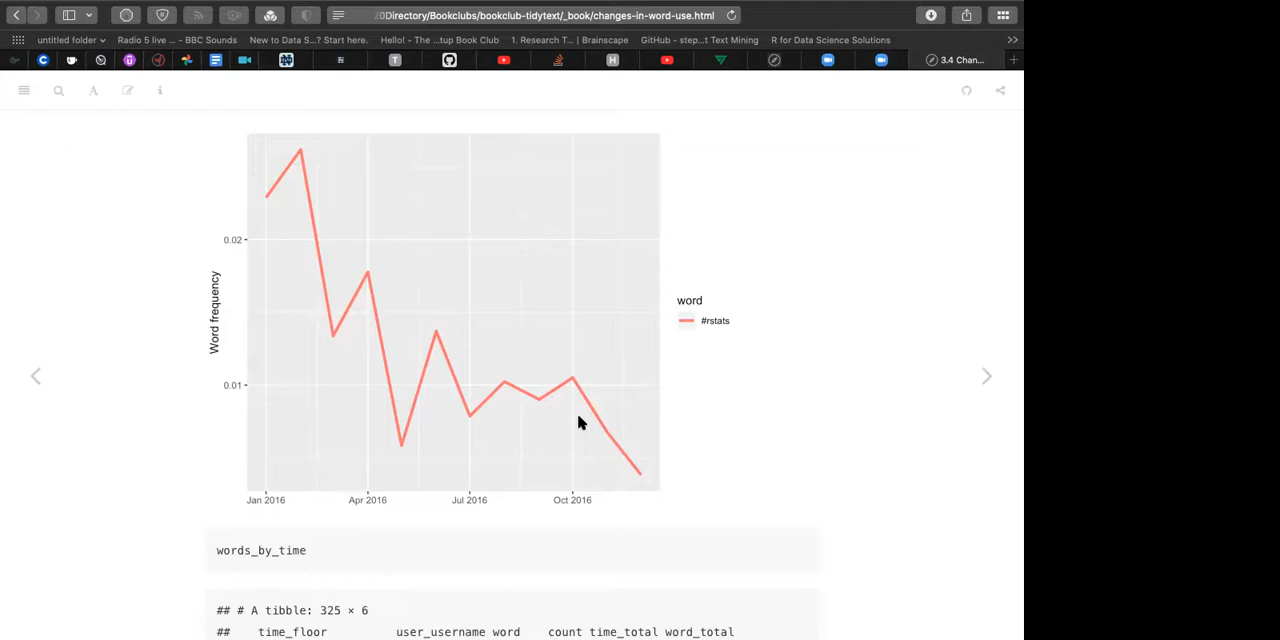 20Directory/Bookclubs/bookclub-tidytext/_book/changes-in-word-use.html
untitled folder Radio 5 live ... - BBC Sounds New to Data S...? Start here. Hello! - The ...tup Book Club 1. Research T... | Brainscape GitHub - step...t Text Mining R for Data Science Solutions
3.4 Chan...
0.02
Word frequency
word
#rstats
0.01
Jan 2016 Apr 2016 Jul 2016 Oct 2016
words_by_time
## # A tibble: 325 × 6
## time_floor user_username word count time_total word_total